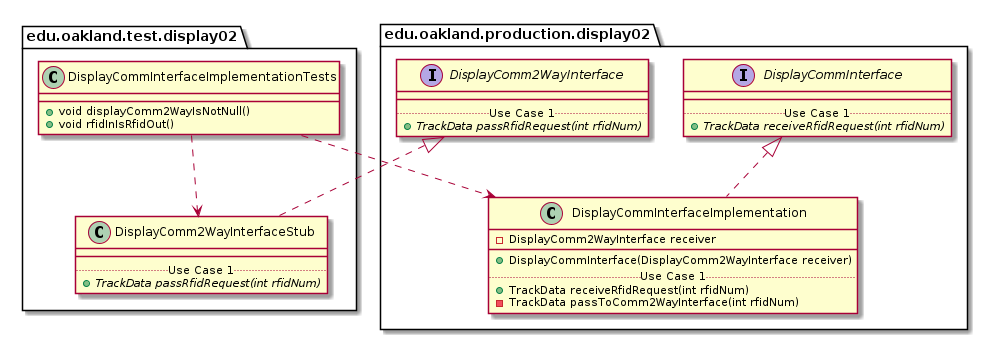 edu.oakland.test.display02
C DisplayCommInterfaceImplementationTests
void displayComm2WayIsNotNull()
void rfidInIsRfidOut()
C DisplayComm2WayInterfaceStub
Use Case 1
TrackData passRfidRequest(int rfidNum)
edu.oakland.production.display02
I DisplayComm2WayInterface
Use Case 1
TrackData passRfidRequest(int rfidNum)
I DisplayCommInterface
Use Case 1
TrackData receiveRfidRequest(int rfidNum)
C DisplayCommInterfaceImplementation
DisplayComm2WayInterface receiver
DisplayCommInterface(DisplayComm2WayInterface receiver)
Use Case 1
TrackData receiveRfidRequest(int rfidNum)
TrackData passToComm2WayInterface(int rfidNum)